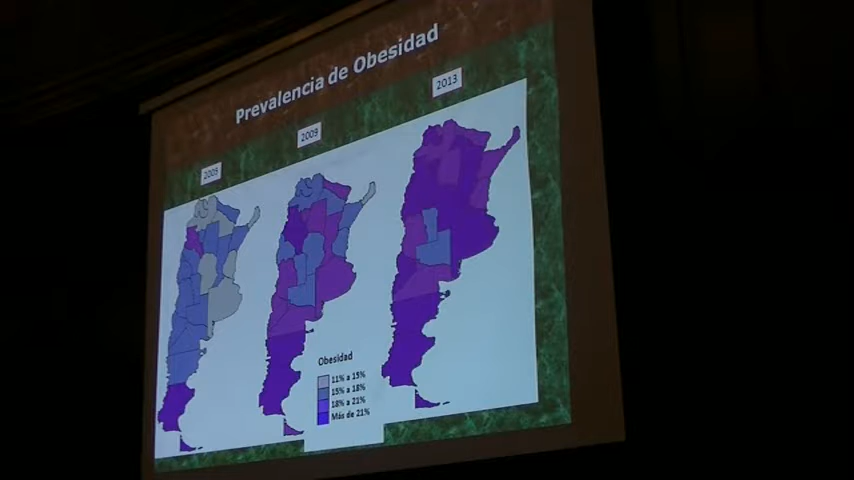 Prevalencia de Obesidad
2005
2009
2013
Obesidad
11% a 15%
15% a 18%
18% a 21%
Más de 21%